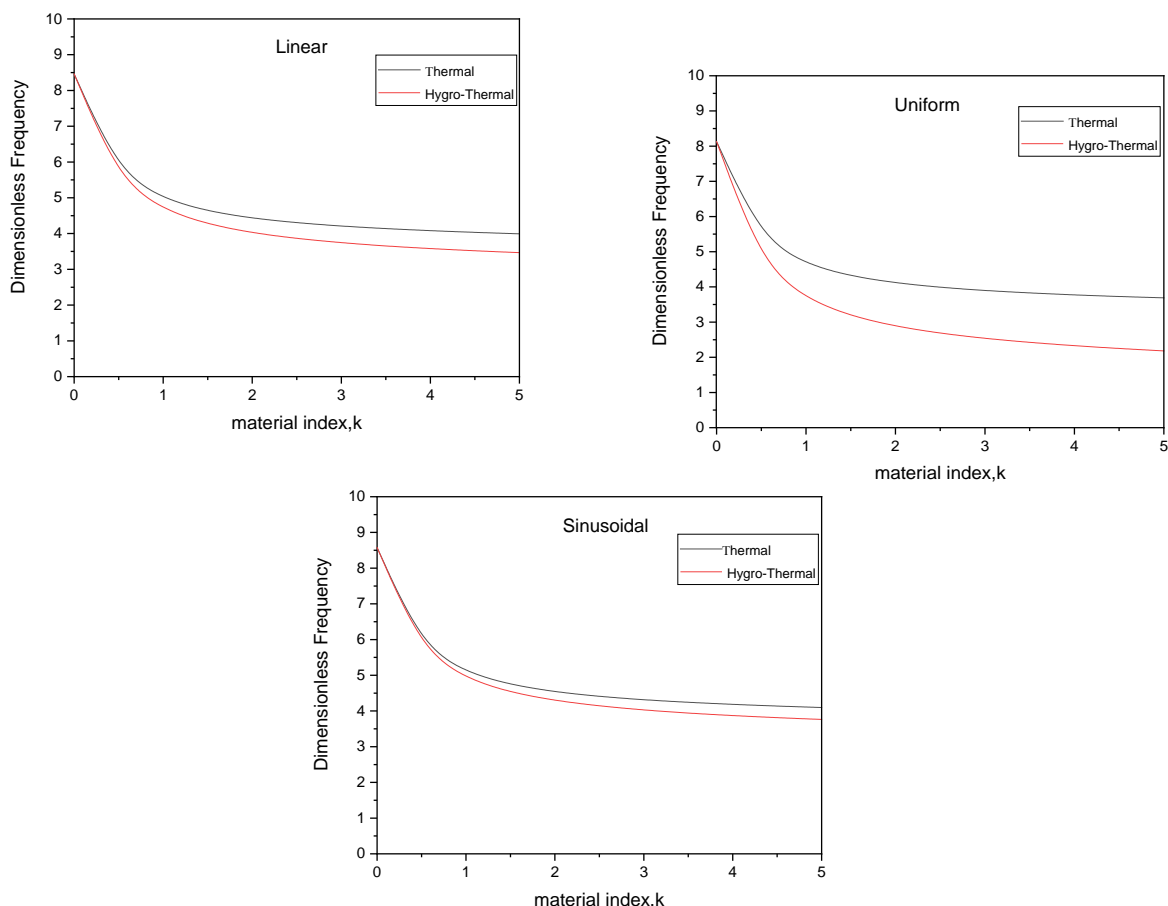 Linear
Thermal
Hygro-Thermal
Dimensionless Frequency
10
9
8
7
6
5
4
3
2
1
0
0 1 2 3 4 5
material index,k
Uniform
Thermal
Hygro-Thermal
Dimensionless Frequency
10
9
8
7
6
5
4
3
2
1
0
0 1 2 3 4 5
material index,k
Sinusoidal
Thermal
Hygro-Thermal
Dimensionless Frequency
10
9
8
7
6
5
4
3
2
1
0
0 1 2 3 4 5
material index,k